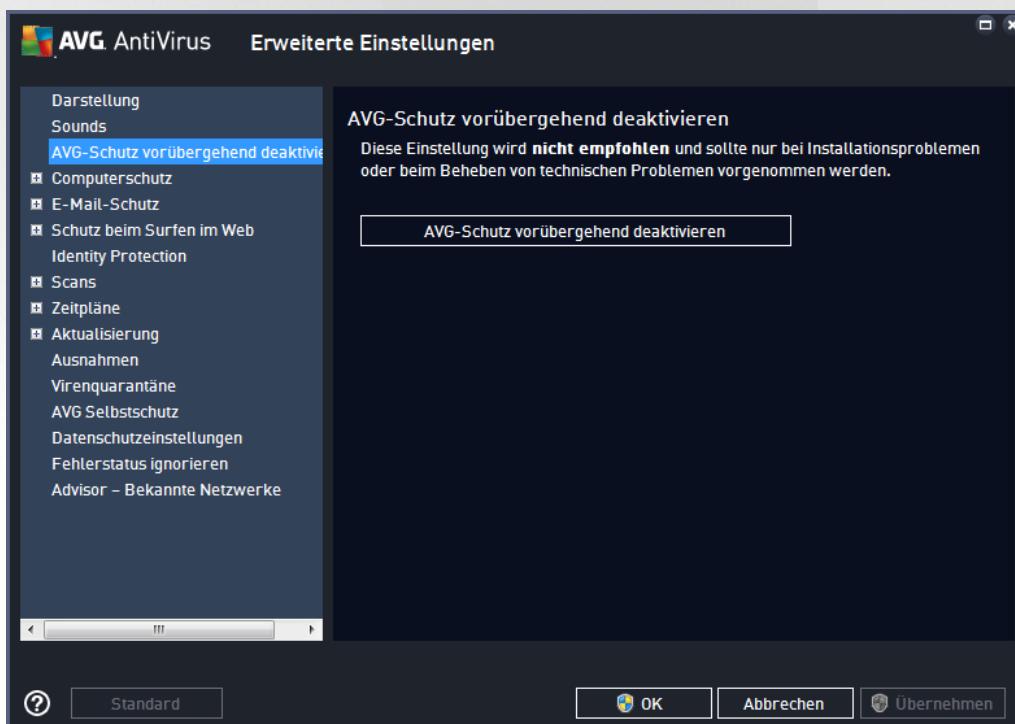 AVG. AntiVirus Erweiterte Einstellungen
Darstellung
Sounds
AVG-Schutz vorübergehend deaktivie
Computerschutz
E-Mail-Schutz
Schutz beim Surfen im Web
Identity Protection
Scans
Zeitpläne
Aktualisierung
Ausnahmen
Virenquarantäne
AVG Selbstschutz
Datenschutzeinstellungen
Fehlerstatus ignorieren
Advisor – Bekannte Netzwerke
AVG-Schutz vorübergehend deaktivieren
Diese Einstellung wird nicht empfohlen und sollte nur bei Installationsproblemen
oder beim Beheben von technischen Problemen vorgenommen werden.
AVG-Schutz vorübergehend deaktivieren
Standard
OK
Abbrechen
Übernehmen